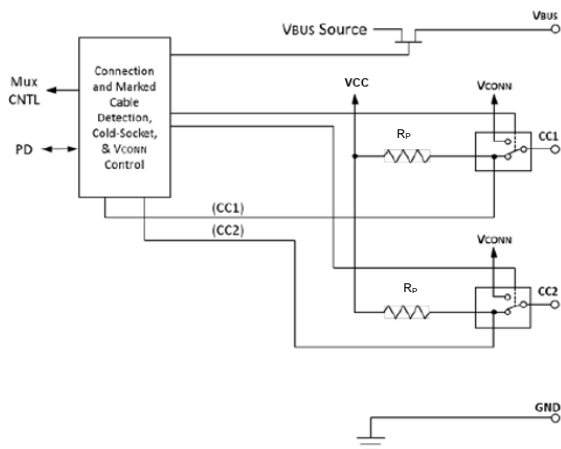 VBUS Source
VBUS
Connection
and Marked
Cable
Detection,
Cold-Socket,
& VCONN
Control
Mux
CNTL
PD
VCC
VCONN
RP
CC1
(CC1)
(CC2)
VCONN
RP
CC2
GND